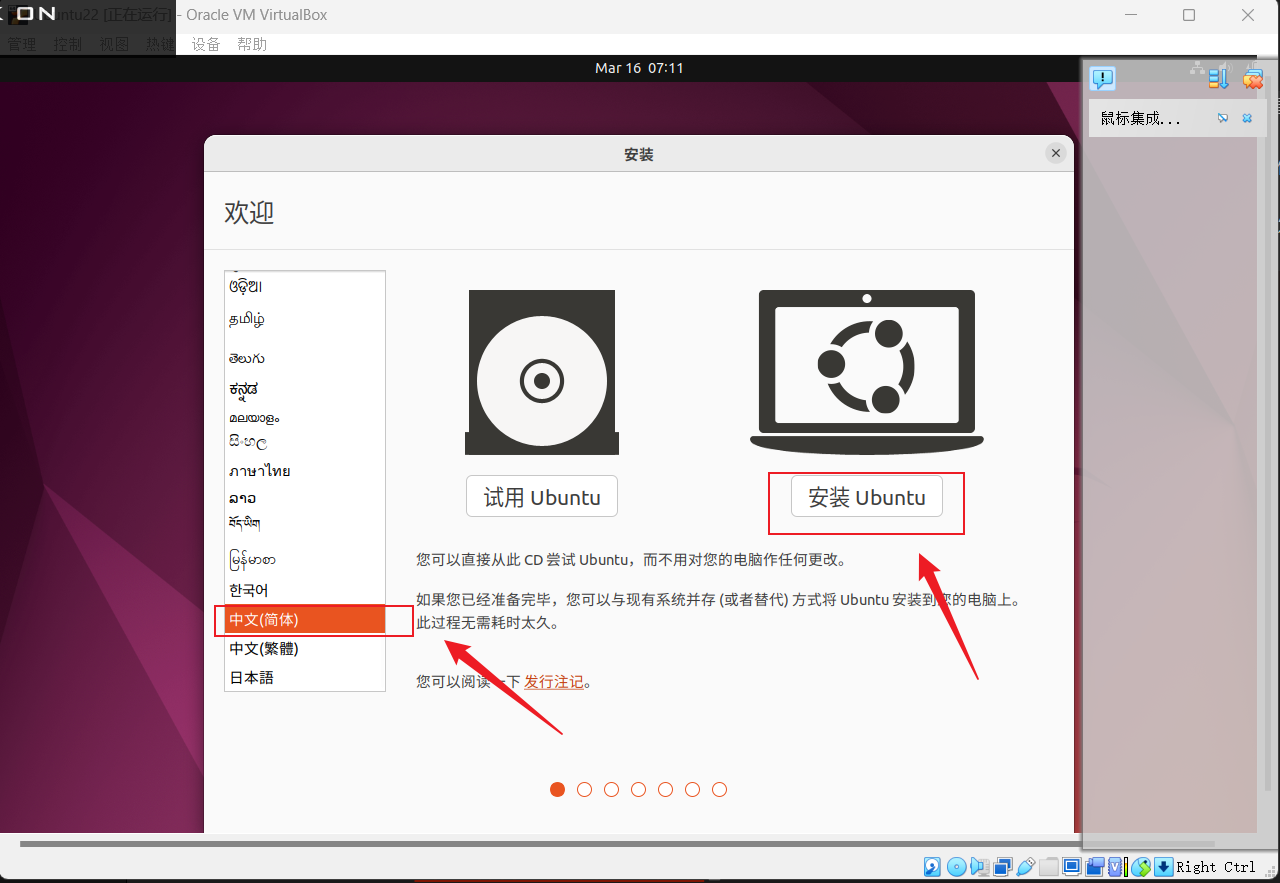 ON
untu22 [正在运行] - Oracle VM VirtualBox
管理 控制 视图 热键 设备 帮助
Mar 16 07:11
鼠标集成...
安装
欢迎
ଓଡ଼ିଆ
தமிழ்
తెలుగు
ಕನ್ನಡ
മലയാളം
සිංහල
ภาษาไทย
ລາວ
བོད་ཡིག
မြန်မာစာ
한국어
中文(简体)
中文(繁體)
日本語
试用 Ubuntu
安装 Ubuntu
您可以直接从此 CD 尝试 Ubuntu，而不用对您的电脑作任何更改。
如果您已经准备完毕，您可以与现有系统并存 (或者替代) 方式将 Ubuntu 安装到您的电脑上。
此过程无需耗时太久。
您可以阅读一下 发行注记。
Right Ctrl